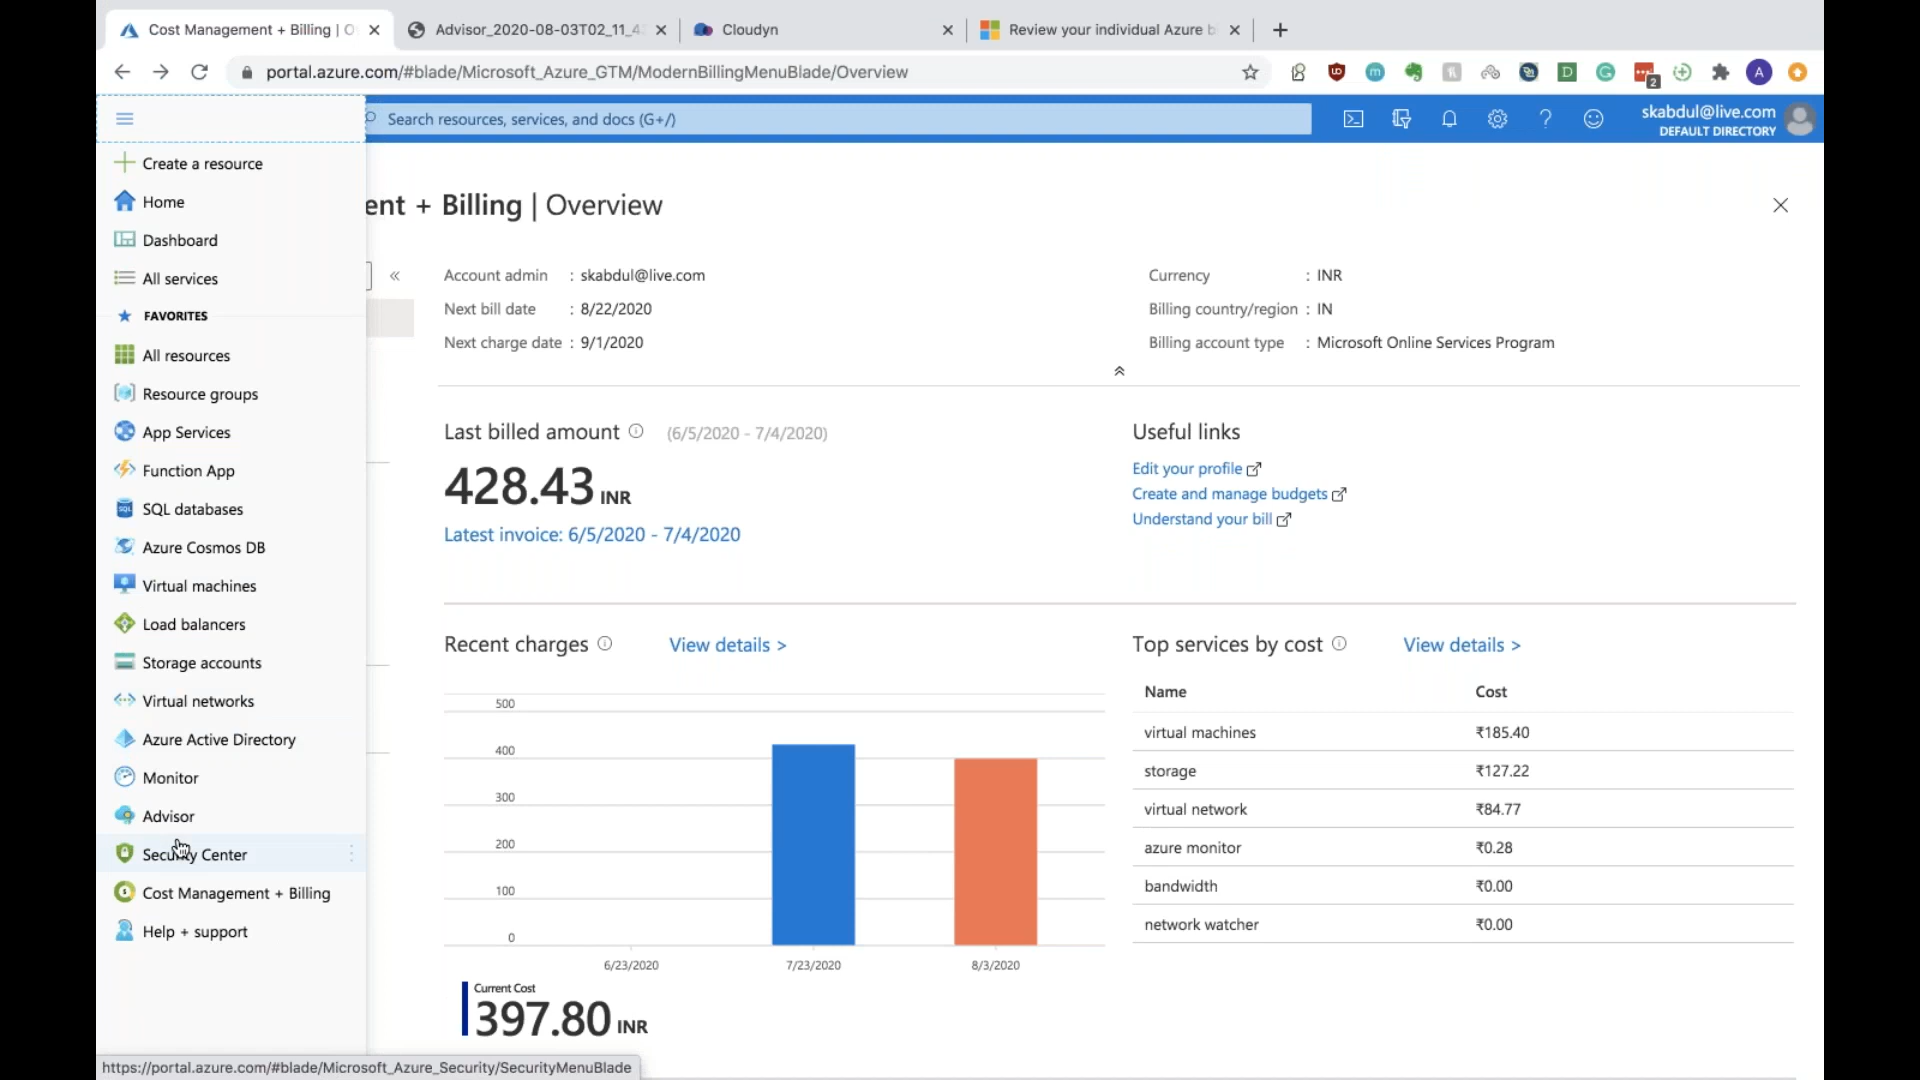 Cost Management + Billing | O
Advisor_2020-08-03T02_11_4
Cloudyn
Review your individual Azure b
portal.azure.com/#blade/Microsoft_Azure_GTM/ModernBillingMenuBlade/Overview
2
A
Search resources, services, and docs (G+/)
skabdul@live.com
DEFAULT DIRECTORY
Create a resource
Home
Dashboard
All services
FAVORITES
All resources
Resource groups
App Services
Function App
SQL databases
Azure Cosmos DB
Virtual machines
Load balancers
Storage accounts
Virtual networks
Azure Active Directory
Monitor
Advisor
Security Center
Cost Management + Billing
Help + support
ent + Billing | Overview
Account admin : skabdul@live.com
Next bill date : 8/22/2020
Next charge date : 9/1/2020
Currency : INR
Billing country/region : IN
Billing account type : Microsoft Online Services Program
Last billed amount (6/5/2020 - 7/4/2020)
428.43 INR
Latest invoice: 6/5/2020 - 7/4/2020
Useful links
Edit your profile
Create and manage budgets
Understand your bill
Recent charges View details >
500
400
300
200
100
0
6/23/2020 7/23/2020 8/3/2020
Current Cost
397.80 INR
Top services by cost View details >
Name Cost
virtual machines ₹185.40
storage ₹127.22
virtual network ₹84.77
azure monitor ₹0.28
bandwidth ₹0.00
network watcher ₹0.00
https://portal.azure.com/#blade/Microsoft_Azure_Security/SecurityMenuBlade